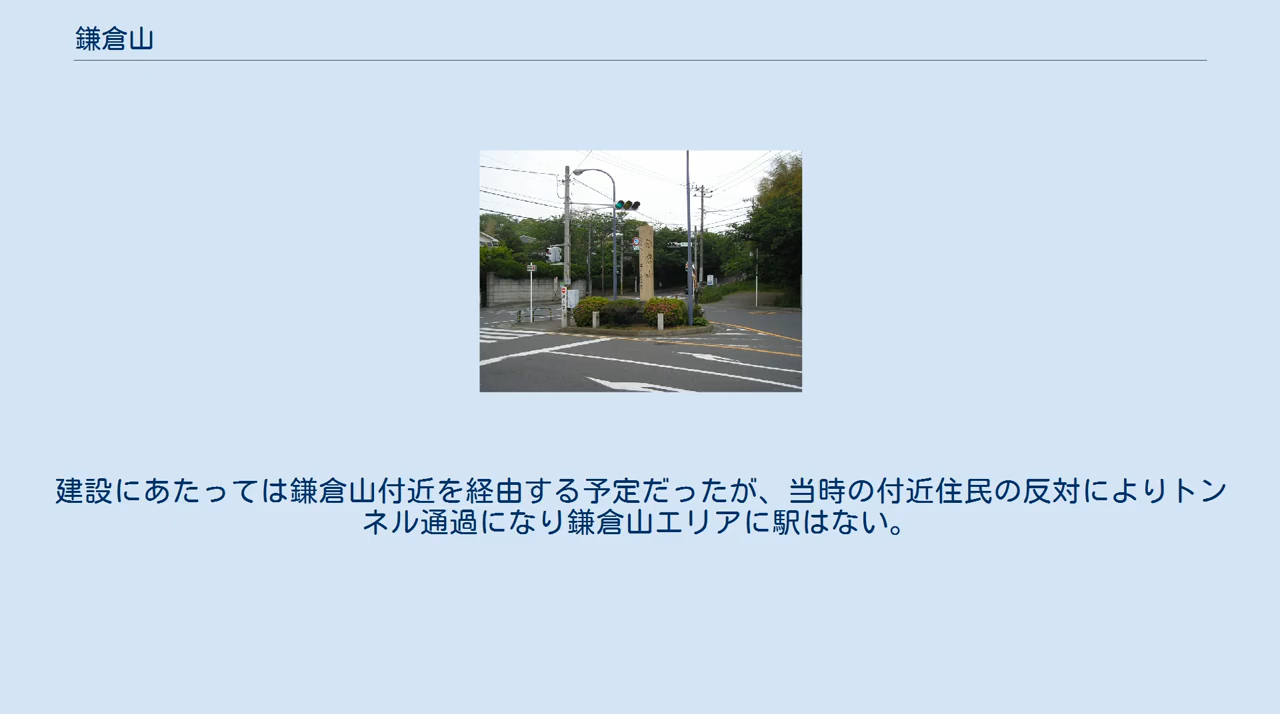 鎌倉山
建設にあたっては鎌倉山付近を経由する予定だったが、当時の付近住民の反対によりトン
ネル通過になり鎌倉山エリアに駅はない。